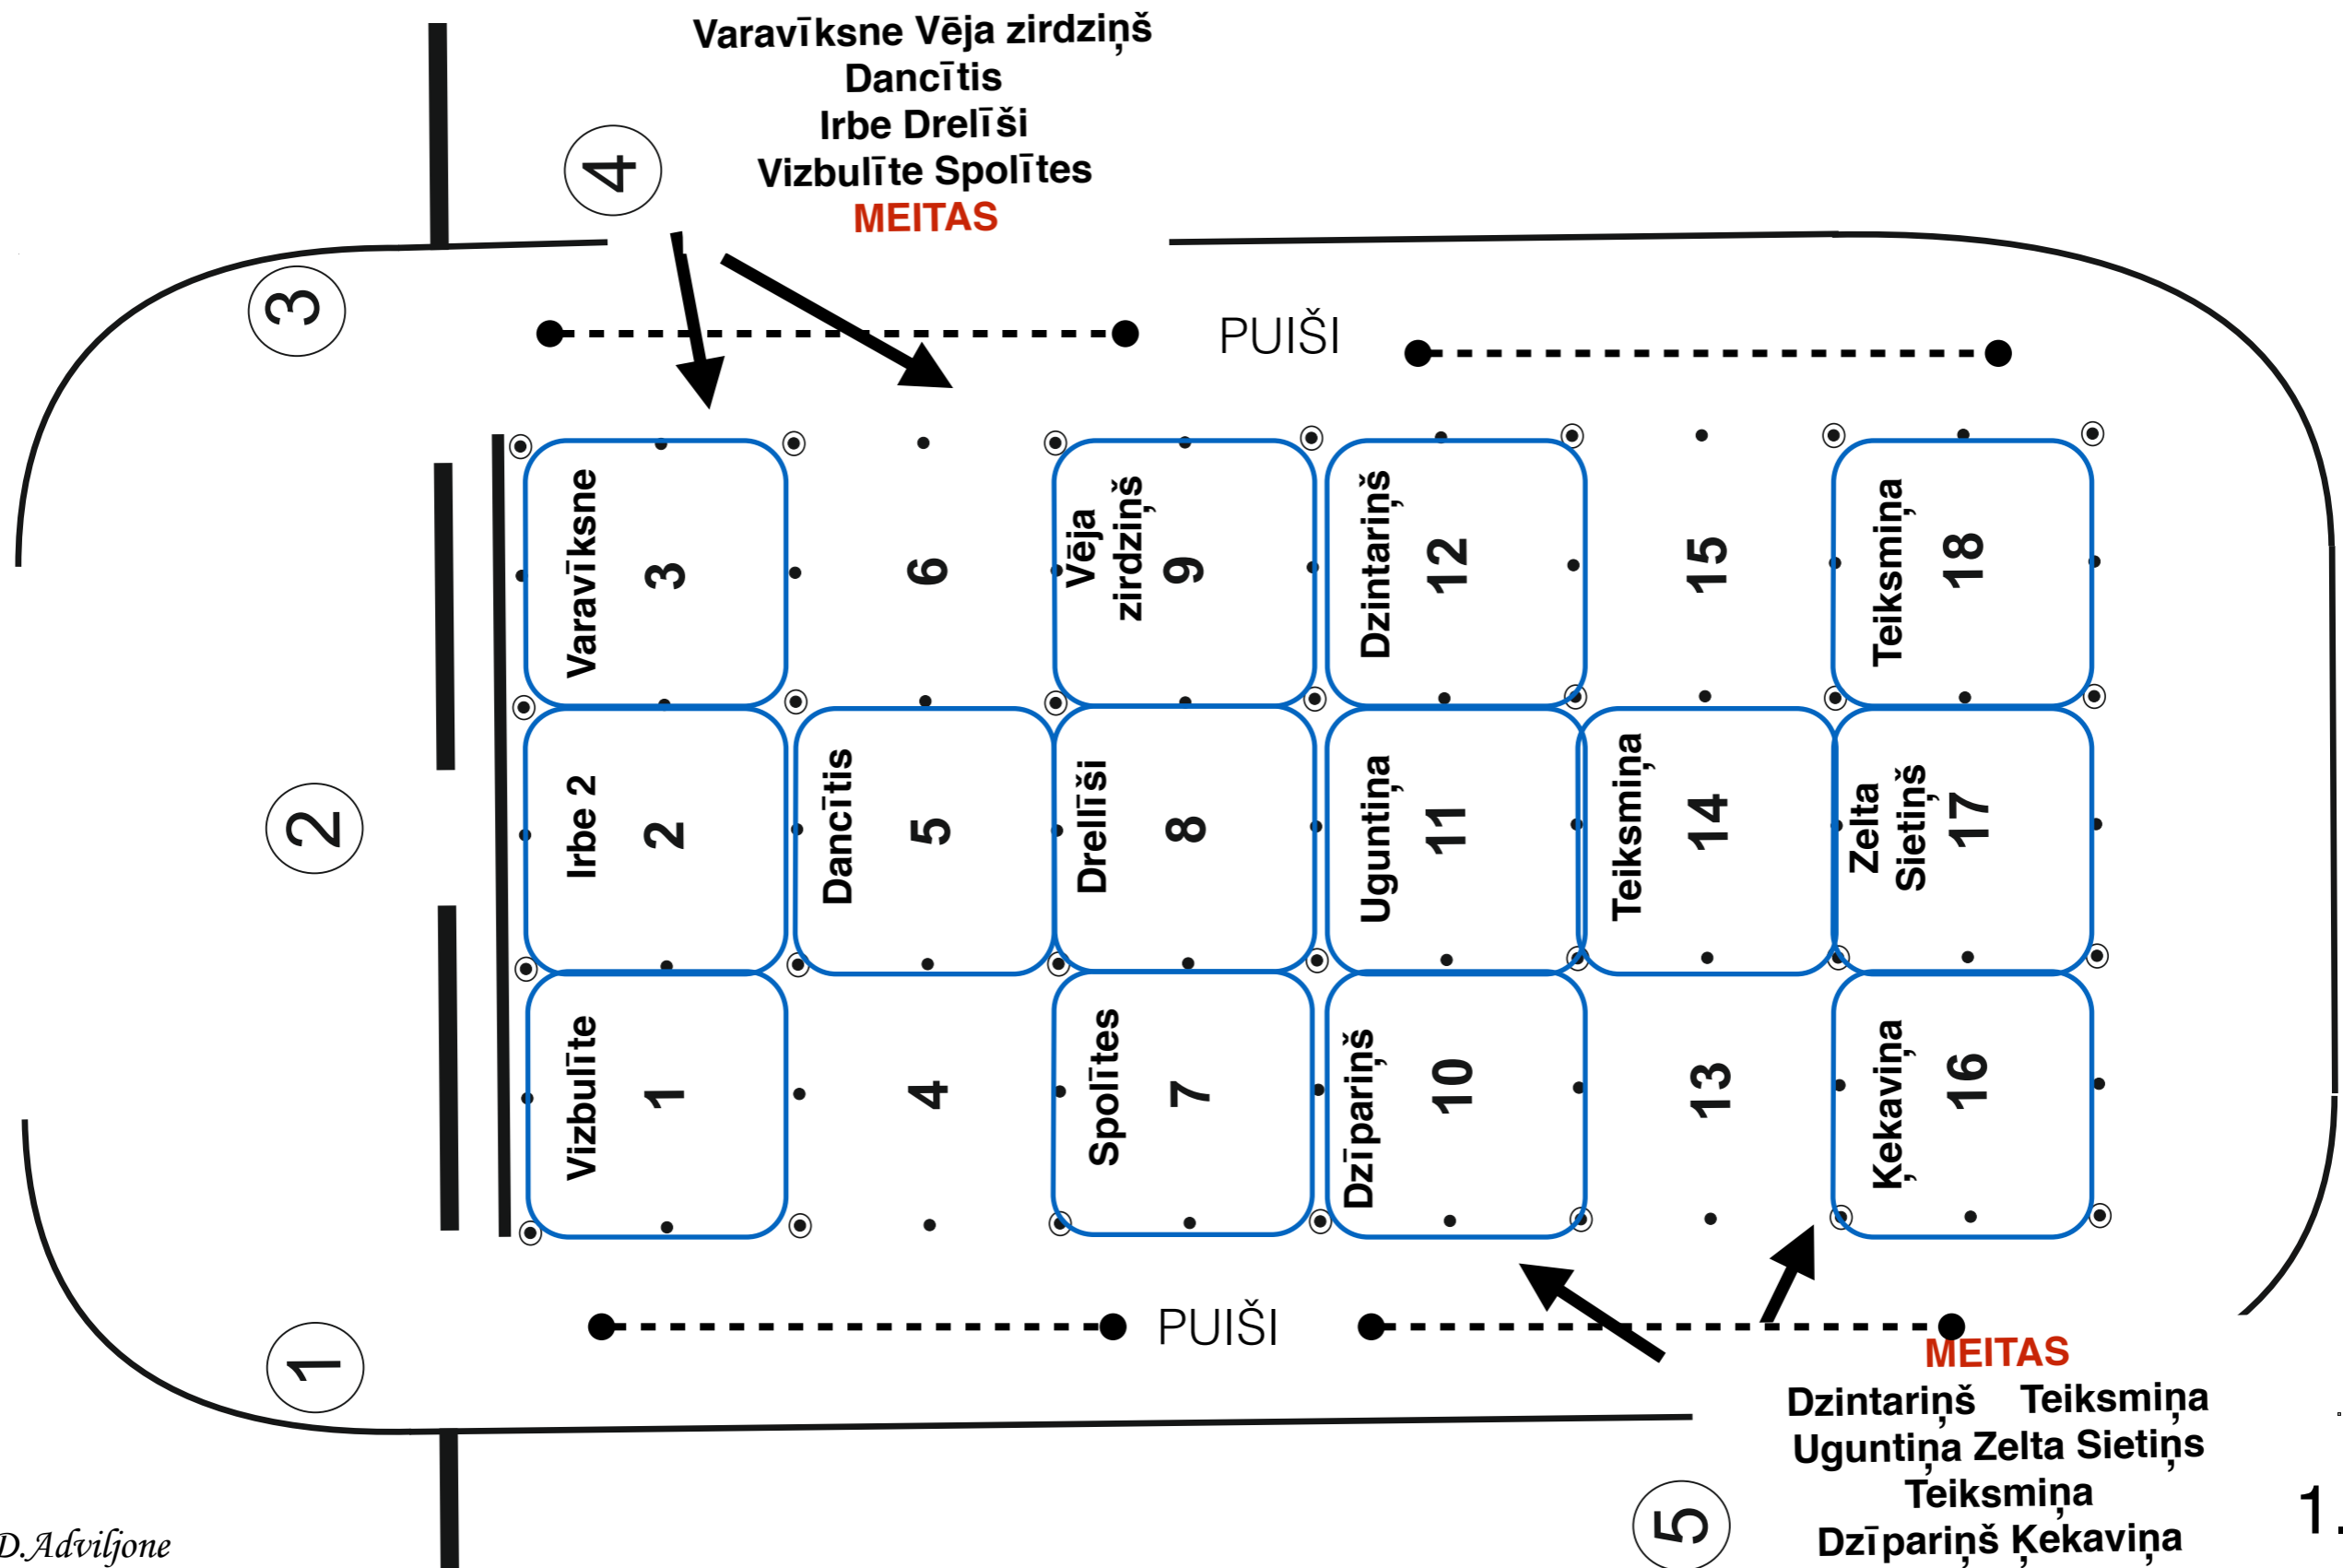 Varavīksne Vēja zirdziņš
Dancītis
Irbe Drelīši
Vizbulīte Spolītes
MEITAS
4
3
PUIŠI
Varavīksne
3
6
Vēja
zirdziņš
9
Dzintariņš
12
15
Teiksmiņa
18
2
Irbe 2
2
Dancītis
5
Drellīši
8
Uguntiņa
11
Teiksmiņa
14
Zelta
Sietiņš
17
Vizbulīte
1
4
Spolītes
7
Dzīpariņš
10
13
Ķekaviņa
16
1
PUIŠI
MEITAS
Dzintariņš Teiksmiņa
Uguntiņa Zelta Sietiņs
Teiksmiņa
Dzīpariņš Ķekaviņa
5
1.
D.Adviljone